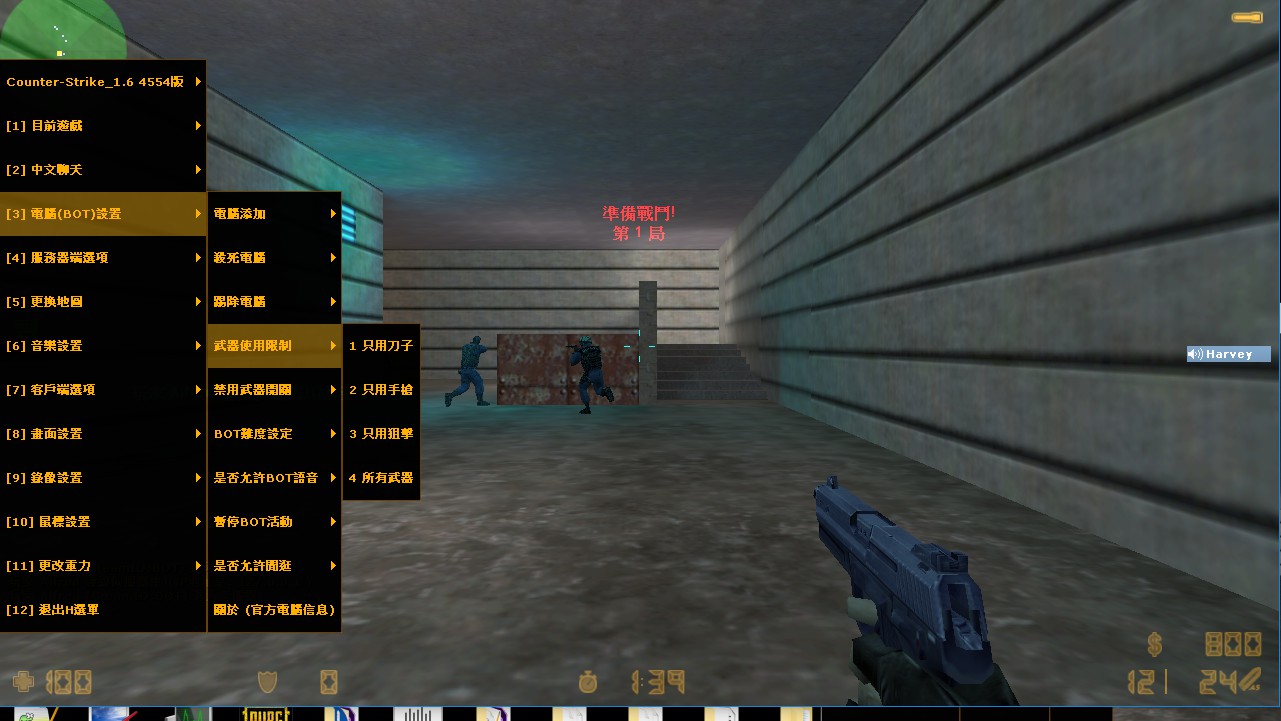 Counter-Strike_1.6 4554版
[1] 目前遊戲
[2] 中文聊天
[3] 電腦(BOT)設置
[4] 服務器端選項
[5] 更換地圖
[6] 音樂設置
[7] 客戶端選項
[8] 畫面設置
[9] 錄像設置
[10] 鼠標設置
[11] 更改重力
[12] 退出H選單
電腦添加
殺死電腦
踢除電腦
武器使用限制
禁用武器開關
BOT難度設定
是否允許BOT語音
暫停BOT活動
是否允許閒逛
關於 (官方電腦信息)
1 只用刀子
2 只用手槍
3 只用狙擊
4 所有武器
準備戰鬥!
第 1 局
Harvey
$ 800
100
0
1:39
12 | 24